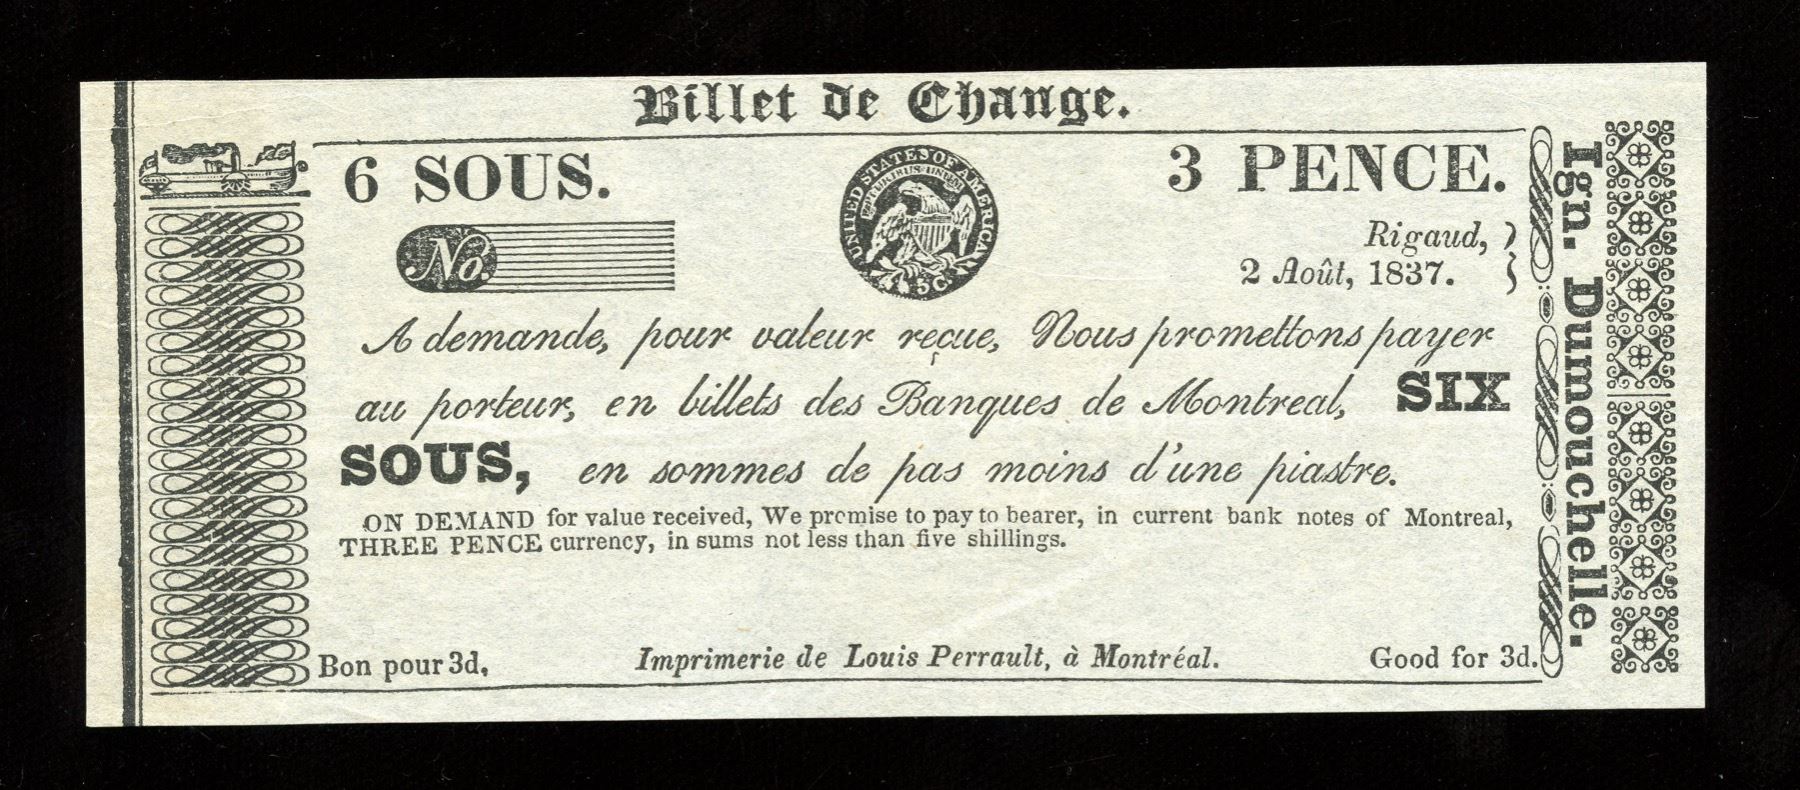 Billet de Change.
6 SOUS.
3 PENCE.
UNITED STATES OF AMERICA
E PLURIBUS UNUM
5 C.
No.
Rigaud,
2 Août, 1837.
A demande, pour valeur reçue, Nous promettons payer
au porteur, en billets des Banques de Montreal, SIX
SOUS, en sommes de pas moins d'une piastre.
ON DEMAND for value received, We promise to pay to bearer, in current bank notes of Montreal,
THREE PENCE currency, in sums not less than five shillings.
Bon pour 3d,
Imprimerie de Louis Perrault, à Montréal.
Good for 3d.
Ign. Dumouchelle.